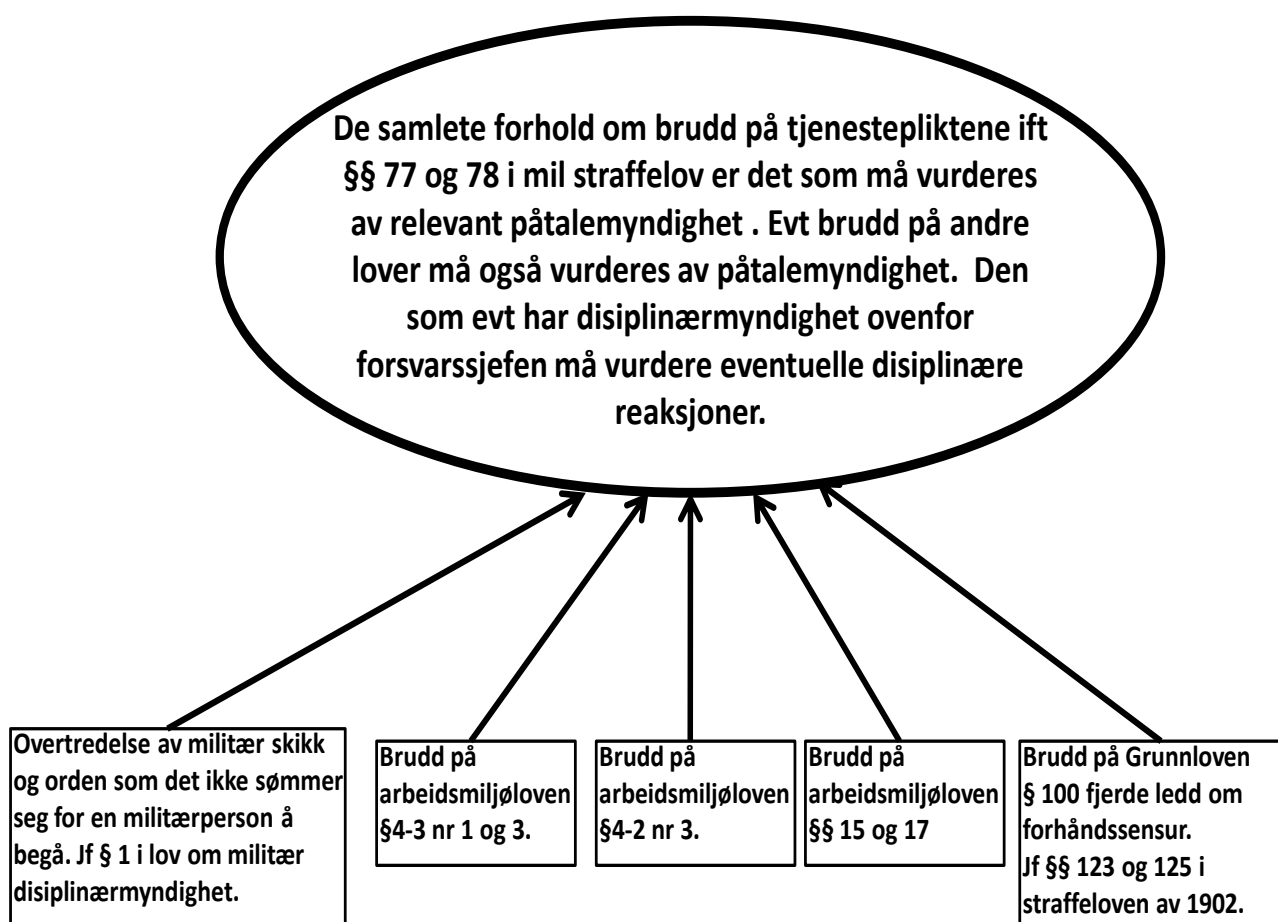 De samlete forhold om brudd på tjenestepliktene ift
§§ 77 og 78 i mil straffelov er det som må vurderes
av relevant påtalemyndighet . Evt brudd på andre
lover må også vurderes av påtalemyndighet.  Den
som evt har disiplinærmyndighet ovenfor
forsvarssjefen må vurdere eventuelle disiplinære
reaksjoner.
Overtredelse av militær skikk
og orden som det ikke sømmer
seg for en militærperson å
begå. Jf § 1 i lov om militær
disiplinærmyndighet.
Brudd på
arbeidsmiljøloven
§4-3 nr 1 og 3.
Brudd på
arbeidsmiljøloven
§4-2 nr 3.
Brudd på
arbeidsmiljøloven
§§ 15 og 17
Brudd på Grunnloven
§ 100 fjerde ledd om
forhåndssensur.
Jf §§ 123 og 125 i
straffeloven av 1902.